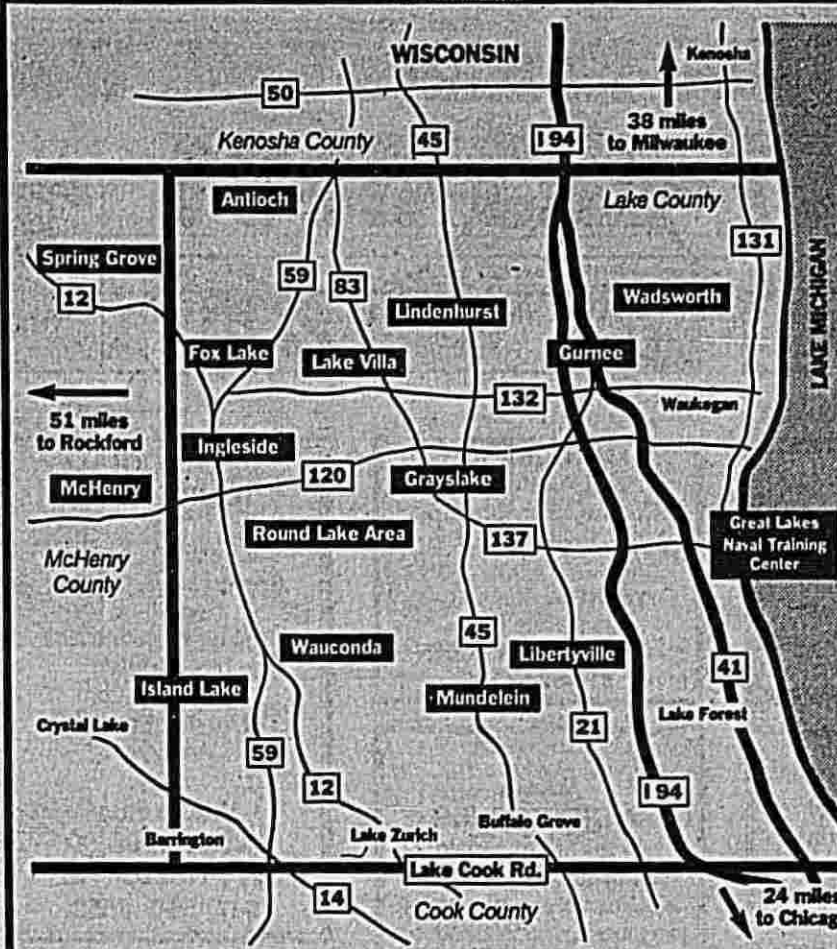 WISCONSIN
Kenosha
50
38 miles
to Milwaukee
Kenosha County
45
I 94
Antioch
Lake County
131
Spring Grove
12
59
83
Lindenhurst
Wadsworth
LAKE MICHIGAN
Fox Lake
Lake Villa
Gurnee
51 miles
to Rockford
132
Waukegan
Ingleside
McHenry
120
Grayslake
Round Lake Area
137
Great Lakes
Naval Training
Center
McHenry
County
45
Wauconda
Libertyville
Island Lake
Mundelein
41
Crystal Lake
Lake Forest
59
21
12
I 94
Barrington
Lake Zurich
Buffalo Grove
Lake Cook Rd.
14
Cook County
24 miles
to Chicag